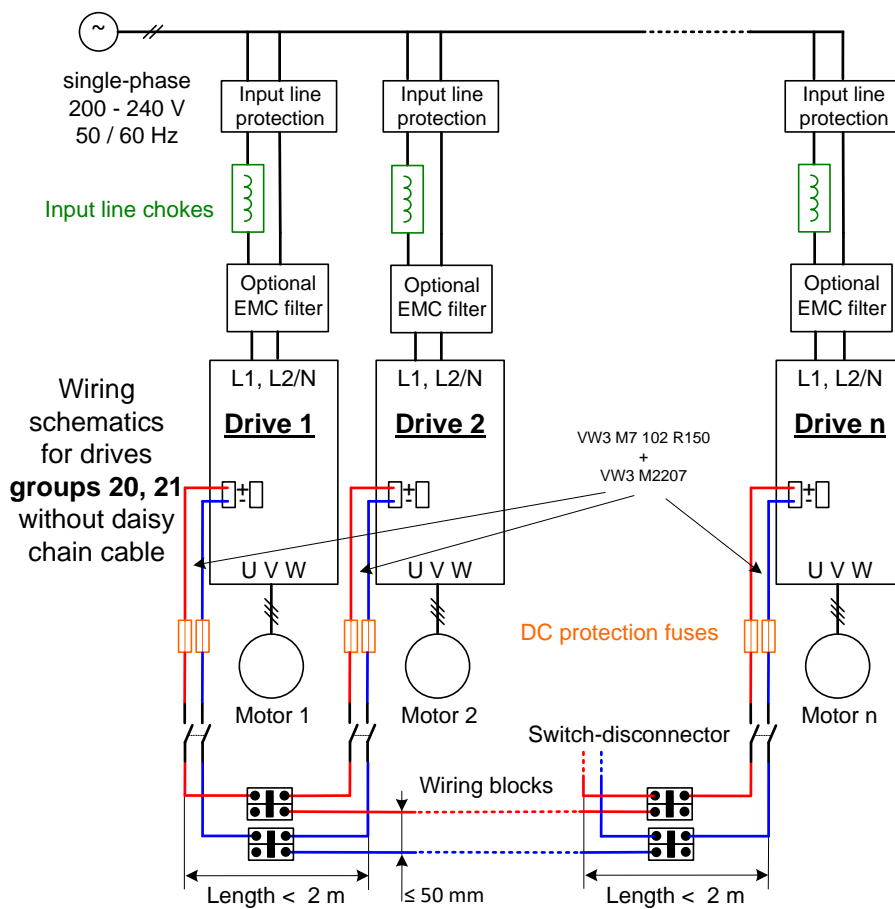 ~
single-phase
200 - 240 V
50 / 60 Hz
Input line
protection
Input line
protection
Input line
protection
Input line chokes
Optional
EMC filter
Optional
EMC filter
Optional
EMC filter
Wiring
schematics
for drives
groups 20, 21
without daisy
chain cable
L1, L2/N
Drive 1
+
-
U V W
L1, L2/N
Drive 2
+
-
U V W
VW3 M7 102 R150
+
VW3 M2207
L1, L2/N
Drive n
+
-
U V W
DC protection fuses
Motor 1
Motor 2
Motor n
Switch-disconnector
Wiring blocks
Length < 2 m
≤ 50 mm
Length < 2 m